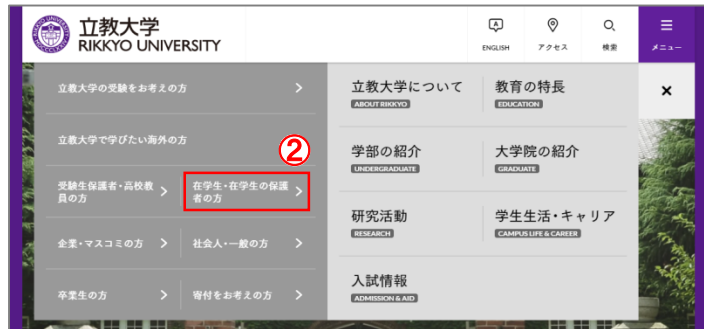 立教大学
RIKKYO UNIVERSITY
ENGLISH
アクセス
検索
メニュー
立教大学の受験をお考えの方
立教大学で学びたい海外の方
②
受験生保護者・高校教
員の方
在学生・在学生の保護
者の方
企業・マスコミの方
社会人・一般の方
卒業生の方
寄付をお考えの方
立教大学について
ABOUT RIKKYO
教育の特長
EDUCATION
学部の紹介
UNDERGRADUATE
大学院の紹介
GRADUATE
研究活動
RESEARCH
学生生活・キャリア
CAMPUS LIFE & CAREER
入試情報
ADMISSION & AID